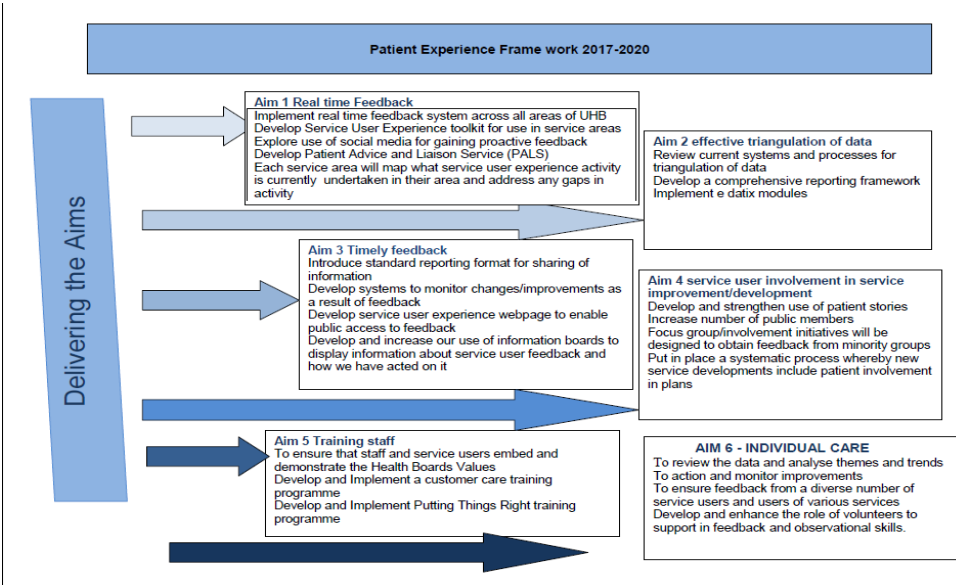 Patient Experience Frame work 2017-2020
Delivering the Aims
Aim 1 Real time Feedback
Implement real time feedback system across all areas of UHB
Develop Service User Experience toolkit for use in service areas
Explore use of social media for gaining proactive feedback
Develop Patient Advice and Liaison Service (PALS)
Each service area will map what service user experience activity
is currently undertaken in their area and address any gaps in
activity
Aim 2 effective triangulation of data
Review current systems and processes for
triangulation of data
Develop a comprehensive reporting framework
Implement e datix modules
Aim 3 Timely feedback
Introduce standard reporting format for sharing of
information
Develop systems to monitor changes/improvements as
a result of feedback
Develop service user experience webpage to enable
public access to feedback
Develop and increase our use of information boards to
display information about service user feedback and
how we have acted on it
Aim 4 service user involvement in service
improvement/development
Develop and strengthen use of patient stories
Increase number of public members
Focus group/involvement initiatives will be
designed to obtain feedback from minority groups
Put in place a systematic process whereby new
service developments include patient involvement
in plans
Aim 5 Training staff
To ensure that staff and service users embed and
demonstrate the Health Boards Values
Develop and Implement a customer care training
programme
Develop and Implement Putting Things Right training
programme
AIM 6 - INDIVIDUAL CARE
To review the data and analyse themes and trends
To action and monitor improvements
To ensure feedback from a diverse number of
service users and users of various services
Develop and enhance the role of volunteers to
support in feedback and observational skills.